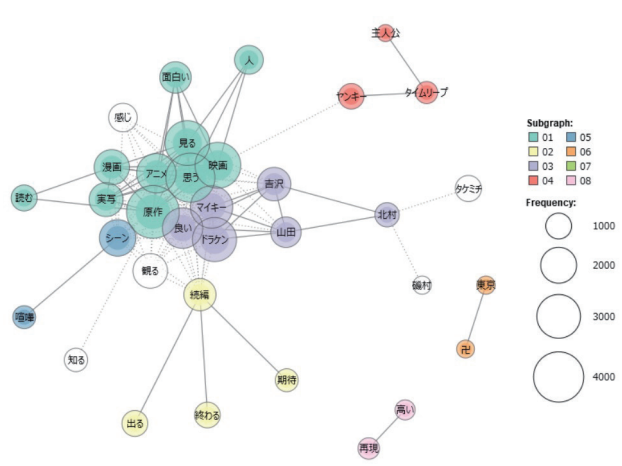 主人公
人
面白い
ヤンキー
タイムリープ
感じ
見る
漫画
アニメ
思う
映画
読む
実写
原作
マイキー
吉沢
タケミチ
シーン
良い
ドラケン
山田
北村
観る
磯村
東京
続編
喧嘩
卍
知る
期待
出る
終わる
高い
再現
Subgraph:
01 05
02 06
03 07
04 08
Frequency:
1000
2000
3000
4000